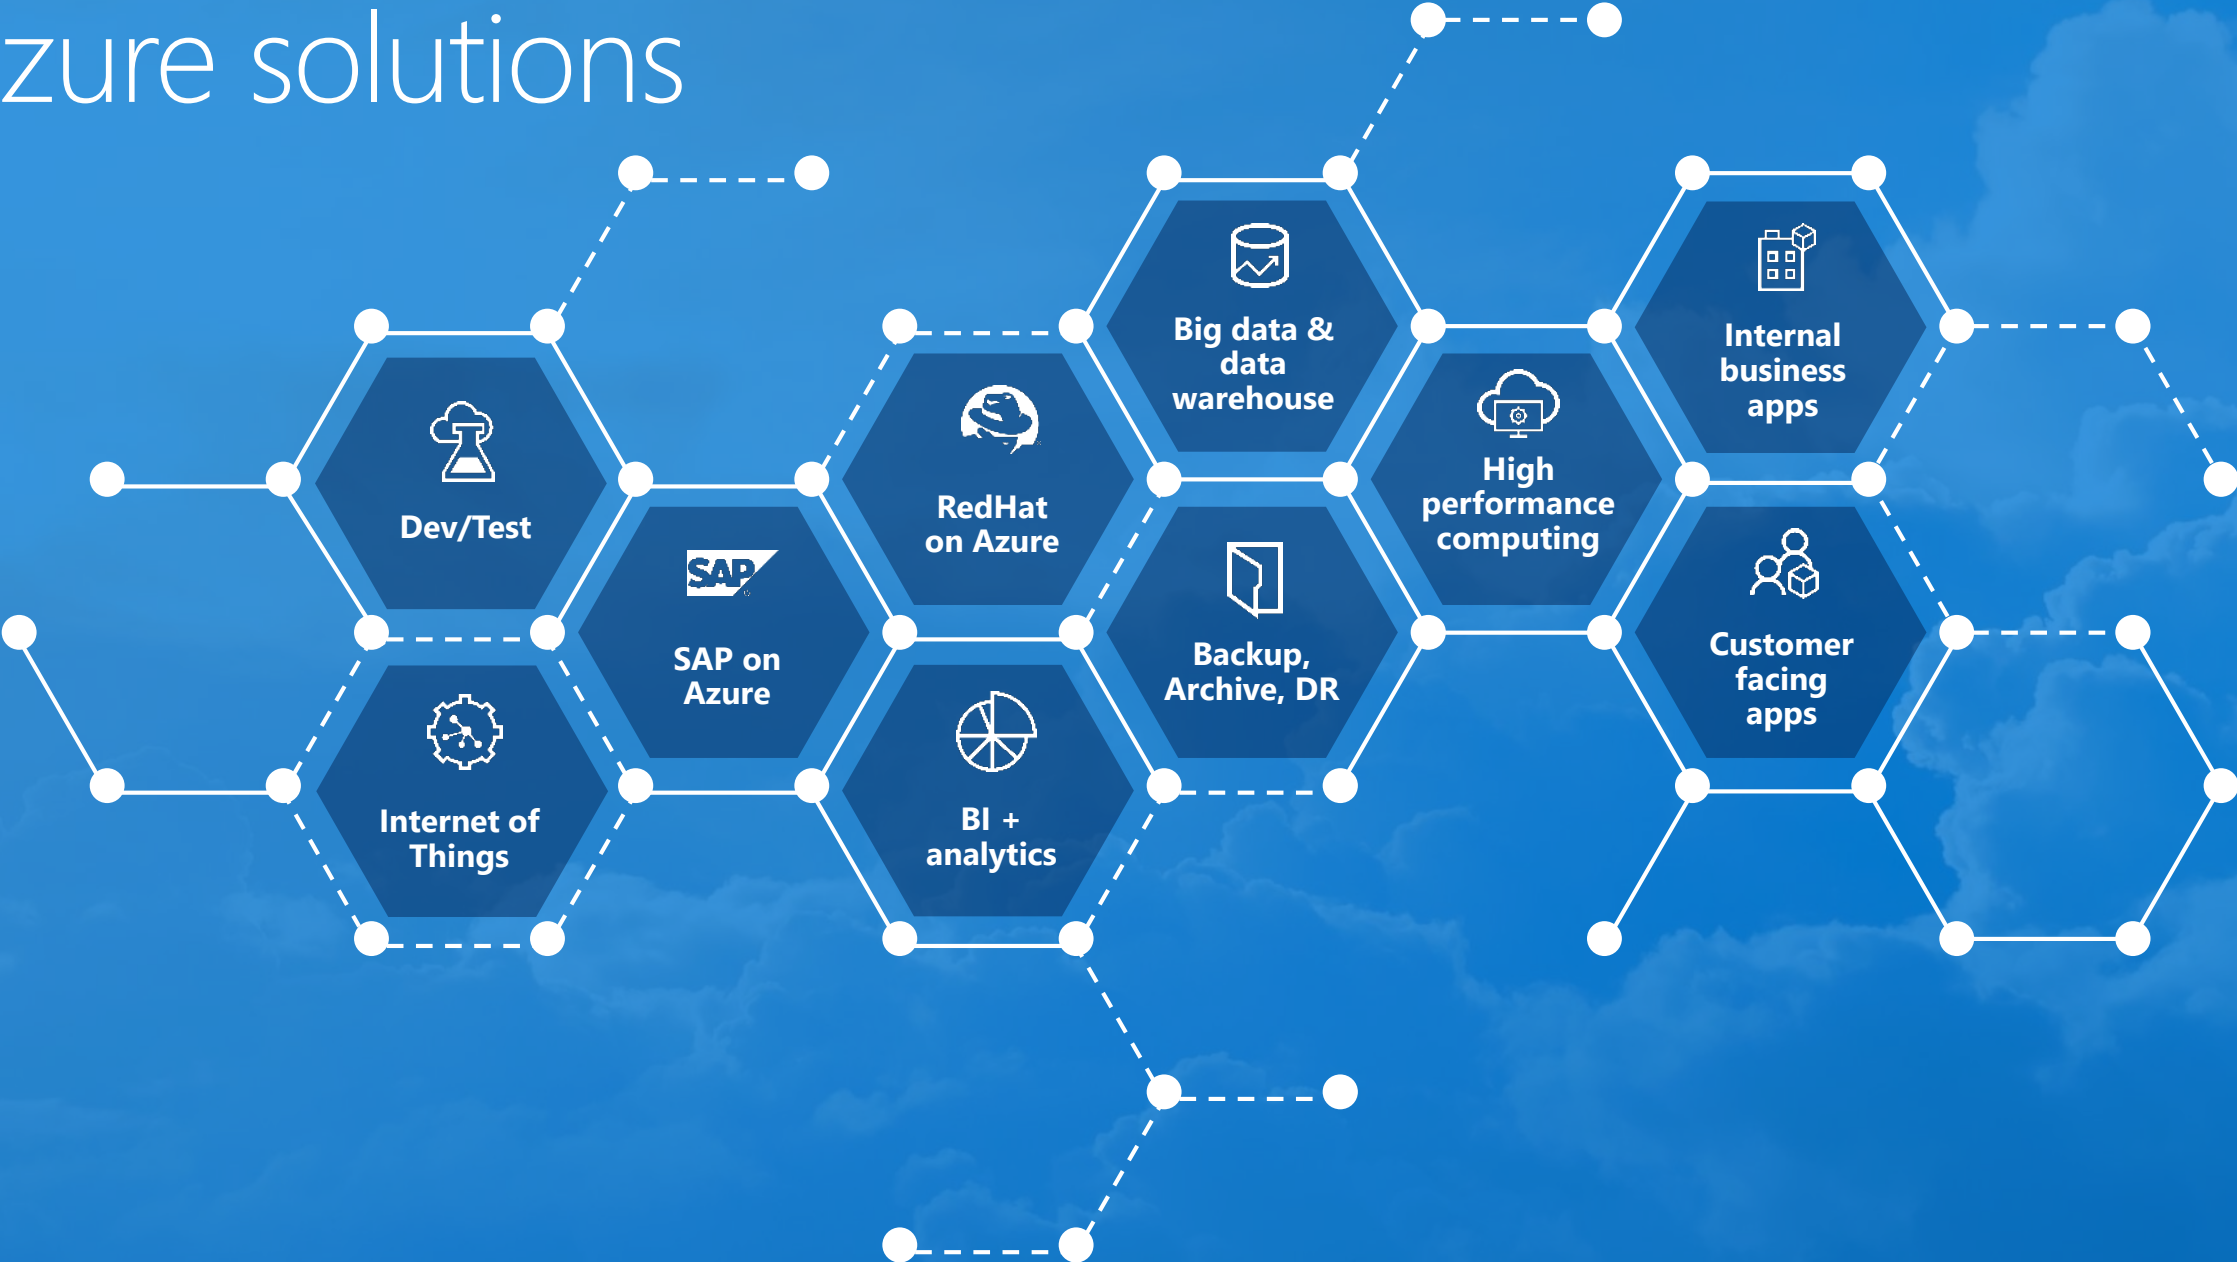 zure solutions
Big data &
data
warehouse
Internal
business
apps
High
performance
computing
RedHat
on Azure
Dev/Test
SAP
SAP on
Azure
Backup,
Archive, DR
Customer
facing
apps
Internet of
Things
BI +
analytics